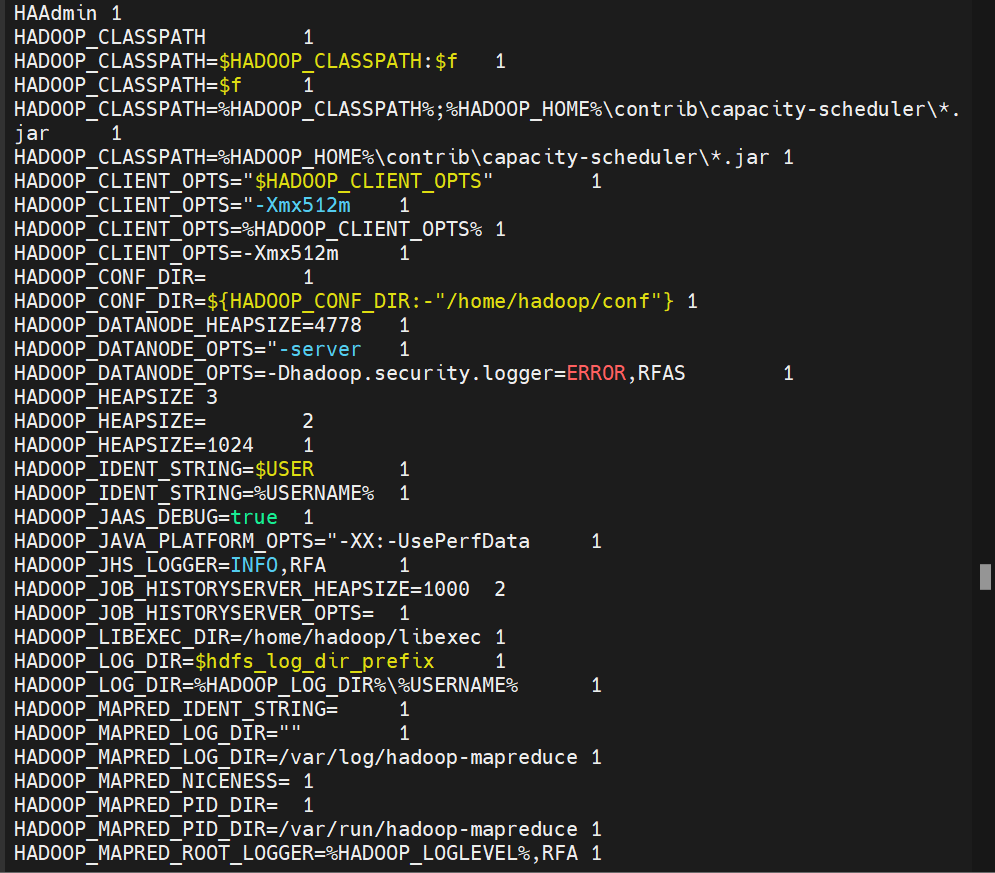 HAAdmin 1
HADOOP_CLASSPATH 1
HADOOP_CLASSPATH=$HADOOP_CLASSPATH:$f 1
HADOOP_CLASSPATH=$f 1
HADOOP_CLASSPATH=%HADOOP_CLASSPATH%;%HADOOP_HOME%\contrib\capacity-scheduler\*.
jar 1
HADOOP_CLASSPATH=%HADOOP_HOME%\contrib\capacity-scheduler\*.jar 1
HADOOP_CLIENT_OPTS="$HADOOP_CLIENT_OPTS" 1
HADOOP_CLIENT_OPTS="-Xmx512m 1
HADOOP_CLIENT_OPTS=%HADOOP_CLIENT_OPTS% 1
HADOOP_CLIENT_OPTS=-Xmx512m 1
HADOOP_CONF_DIR= 1
HADOOP_CONF_DIR=${HADOOP_CONF_DIR:-"/home/hadoop/conf"} 1
HADOOP_DATANODE_HEAPSIZE=4778 1
HADOOP_DATANODE_OPTS="-server 1
HADOOP_DATANODE_OPTS=-Dhadoop.security.logger=ERROR,RFAS 1
HADOOP_HEAPSIZE 3
HADOOP_HEAPSIZE= 2
HADOOP_HEAPSIZE=1024 1
HADOOP_IDENT_STRING=$USER 1
HADOOP_IDENT_STRING=%USERNAME% 1
HADOOP_JAAS_DEBUG=true 1
HADOOP_JAVA_PLATFORM_OPTS="-XX:-UsePerfData 1
HADOOP_JHS_LOGGER=INFO,RFA 1
HADOOP_JOB_HISTORYSERVER_HEAPSIZE=1000 2
HADOOP_JOB_HISTORYSERVER_OPTS= 1
HADOOP_LIBEXEC_DIR=/home/hadoop/libexec 1
HADOOP_LOG_DIR=$hdfs_log_dir_prefix 1
HADOOP_LOG_DIR=%HADOOP_LOG_DIR%\%USERNAME% 1
HADOOP_MAPRED_IDENT_STRING= 1
HADOOP_MAPRED_LOG_DIR="" 1
HADOOP_MAPRED_LOG_DIR=/var/log/hadoop-mapreduce 1
HADOOP_MAPRED_NICENESS= 1
HADOOP_MAPRED_PID_DIR= 1
HADOOP_MAPRED_PID_DIR=/var/run/hadoop-mapreduce 1
HADOOP_MAPRED_ROOT_LOGGER=%HADOOP_LOGLEVEL%,RFA 1